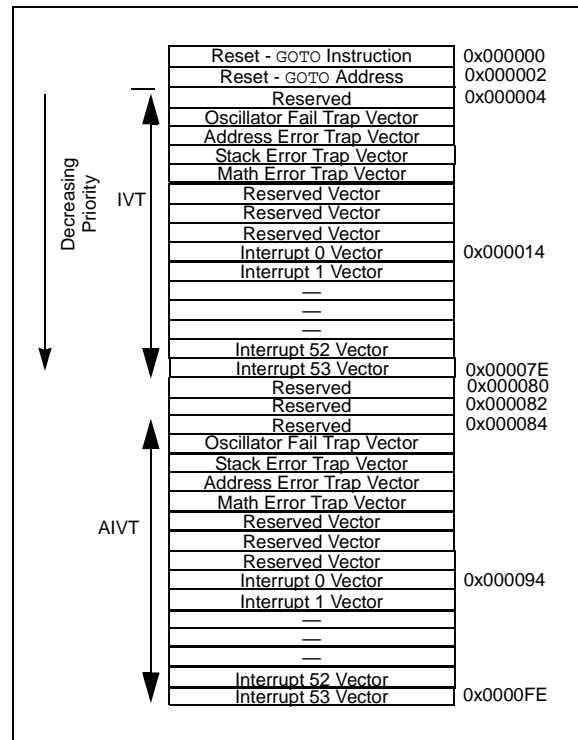 Reset - GOTO Instruction 0x000000
Reset - GOTO Address 0x000002
Reserved 0x000004
Oscillator Fail Trap Vector
Address Error Trap Vector
Stack Error Trap Vector
Math Error Trap Vector
Reserved Vector
Reserved Vector
Reserved Vector
Interrupt 0 Vector 0x000014
Interrupt 1 Vector
—
—
—
Interrupt 52 Vector
Interrupt 53 Vector 0x00007E
Decreasing
Priority
IVT
Reserved 0x000080
Reserved 0x000082
Reserved 0x000084
Oscillator Fail Trap Vector
Stack Error Trap Vector
Address Error Trap Vector
Math Error Trap Vector
Reserved Vector
Reserved Vector
Reserved Vector
Interrupt 0 Vector 0x000094
Interrupt 1 Vector
—
—
—
Interrupt 52 Vector
Interrupt 53 Vector 0x0000FE
AIVT